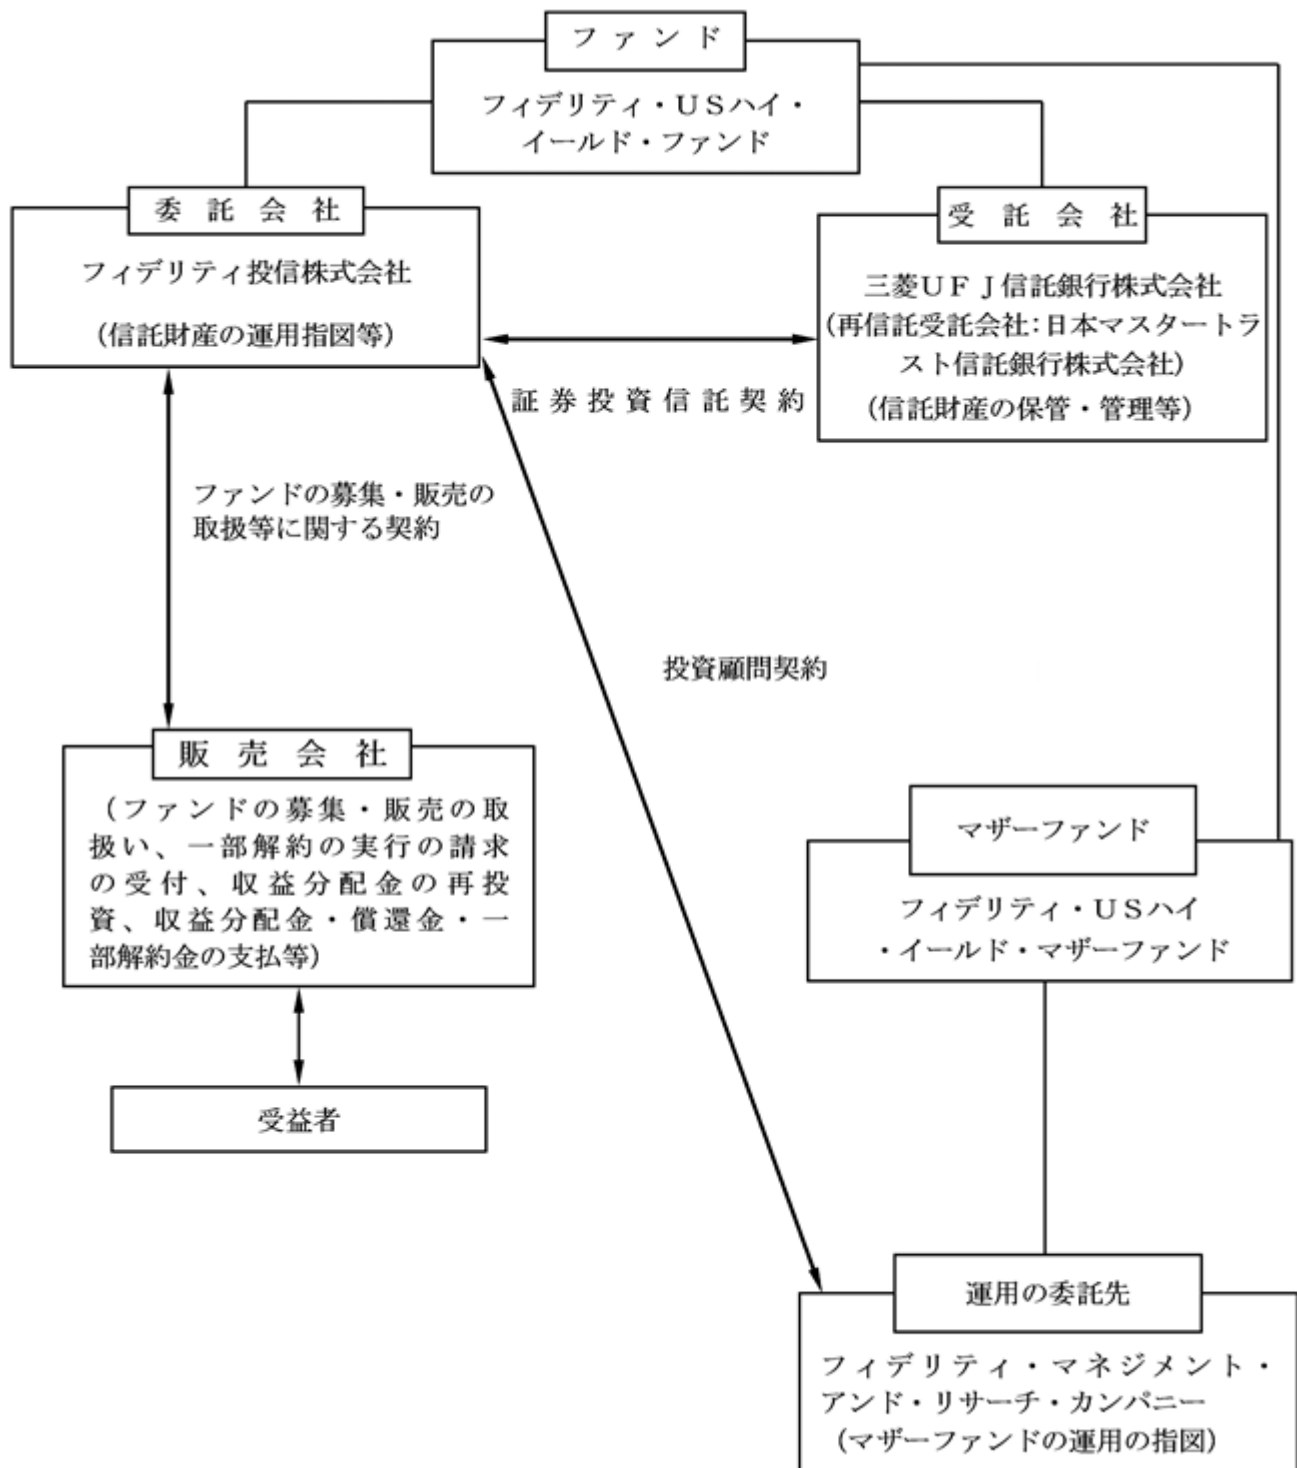 ファンド
フィデリティ・ＵＳハイ・
イールド・ファンド
委託会社
フィデリティ投信株式会社
（信託財産の運用指図等）
受託会社
三菱ＵＦＪ信託銀行株式会社
（再信託受託会社：日本マスタートラ
スト信託銀行株式会社）
（信託財産の保管・管理等）
証券投資信託契約
ファンドの募集・販売の
取扱等に関する契約
投資顧問契約
販売会社
（ファンドの募集・販売の取
扱い、一部解約の実行の請求
の受付、収益分配金の再投
資、収益分配金・償還金・一
部解約金の支払等）
受益者
マザーファンド
フィデリティ・ＵＳハイ
・イールド・マザーファンド
運用の委託先
フィデリティ・マネジメント・
アンド・リサーチ・カンパニー
（マザーファンドの運用の指図）